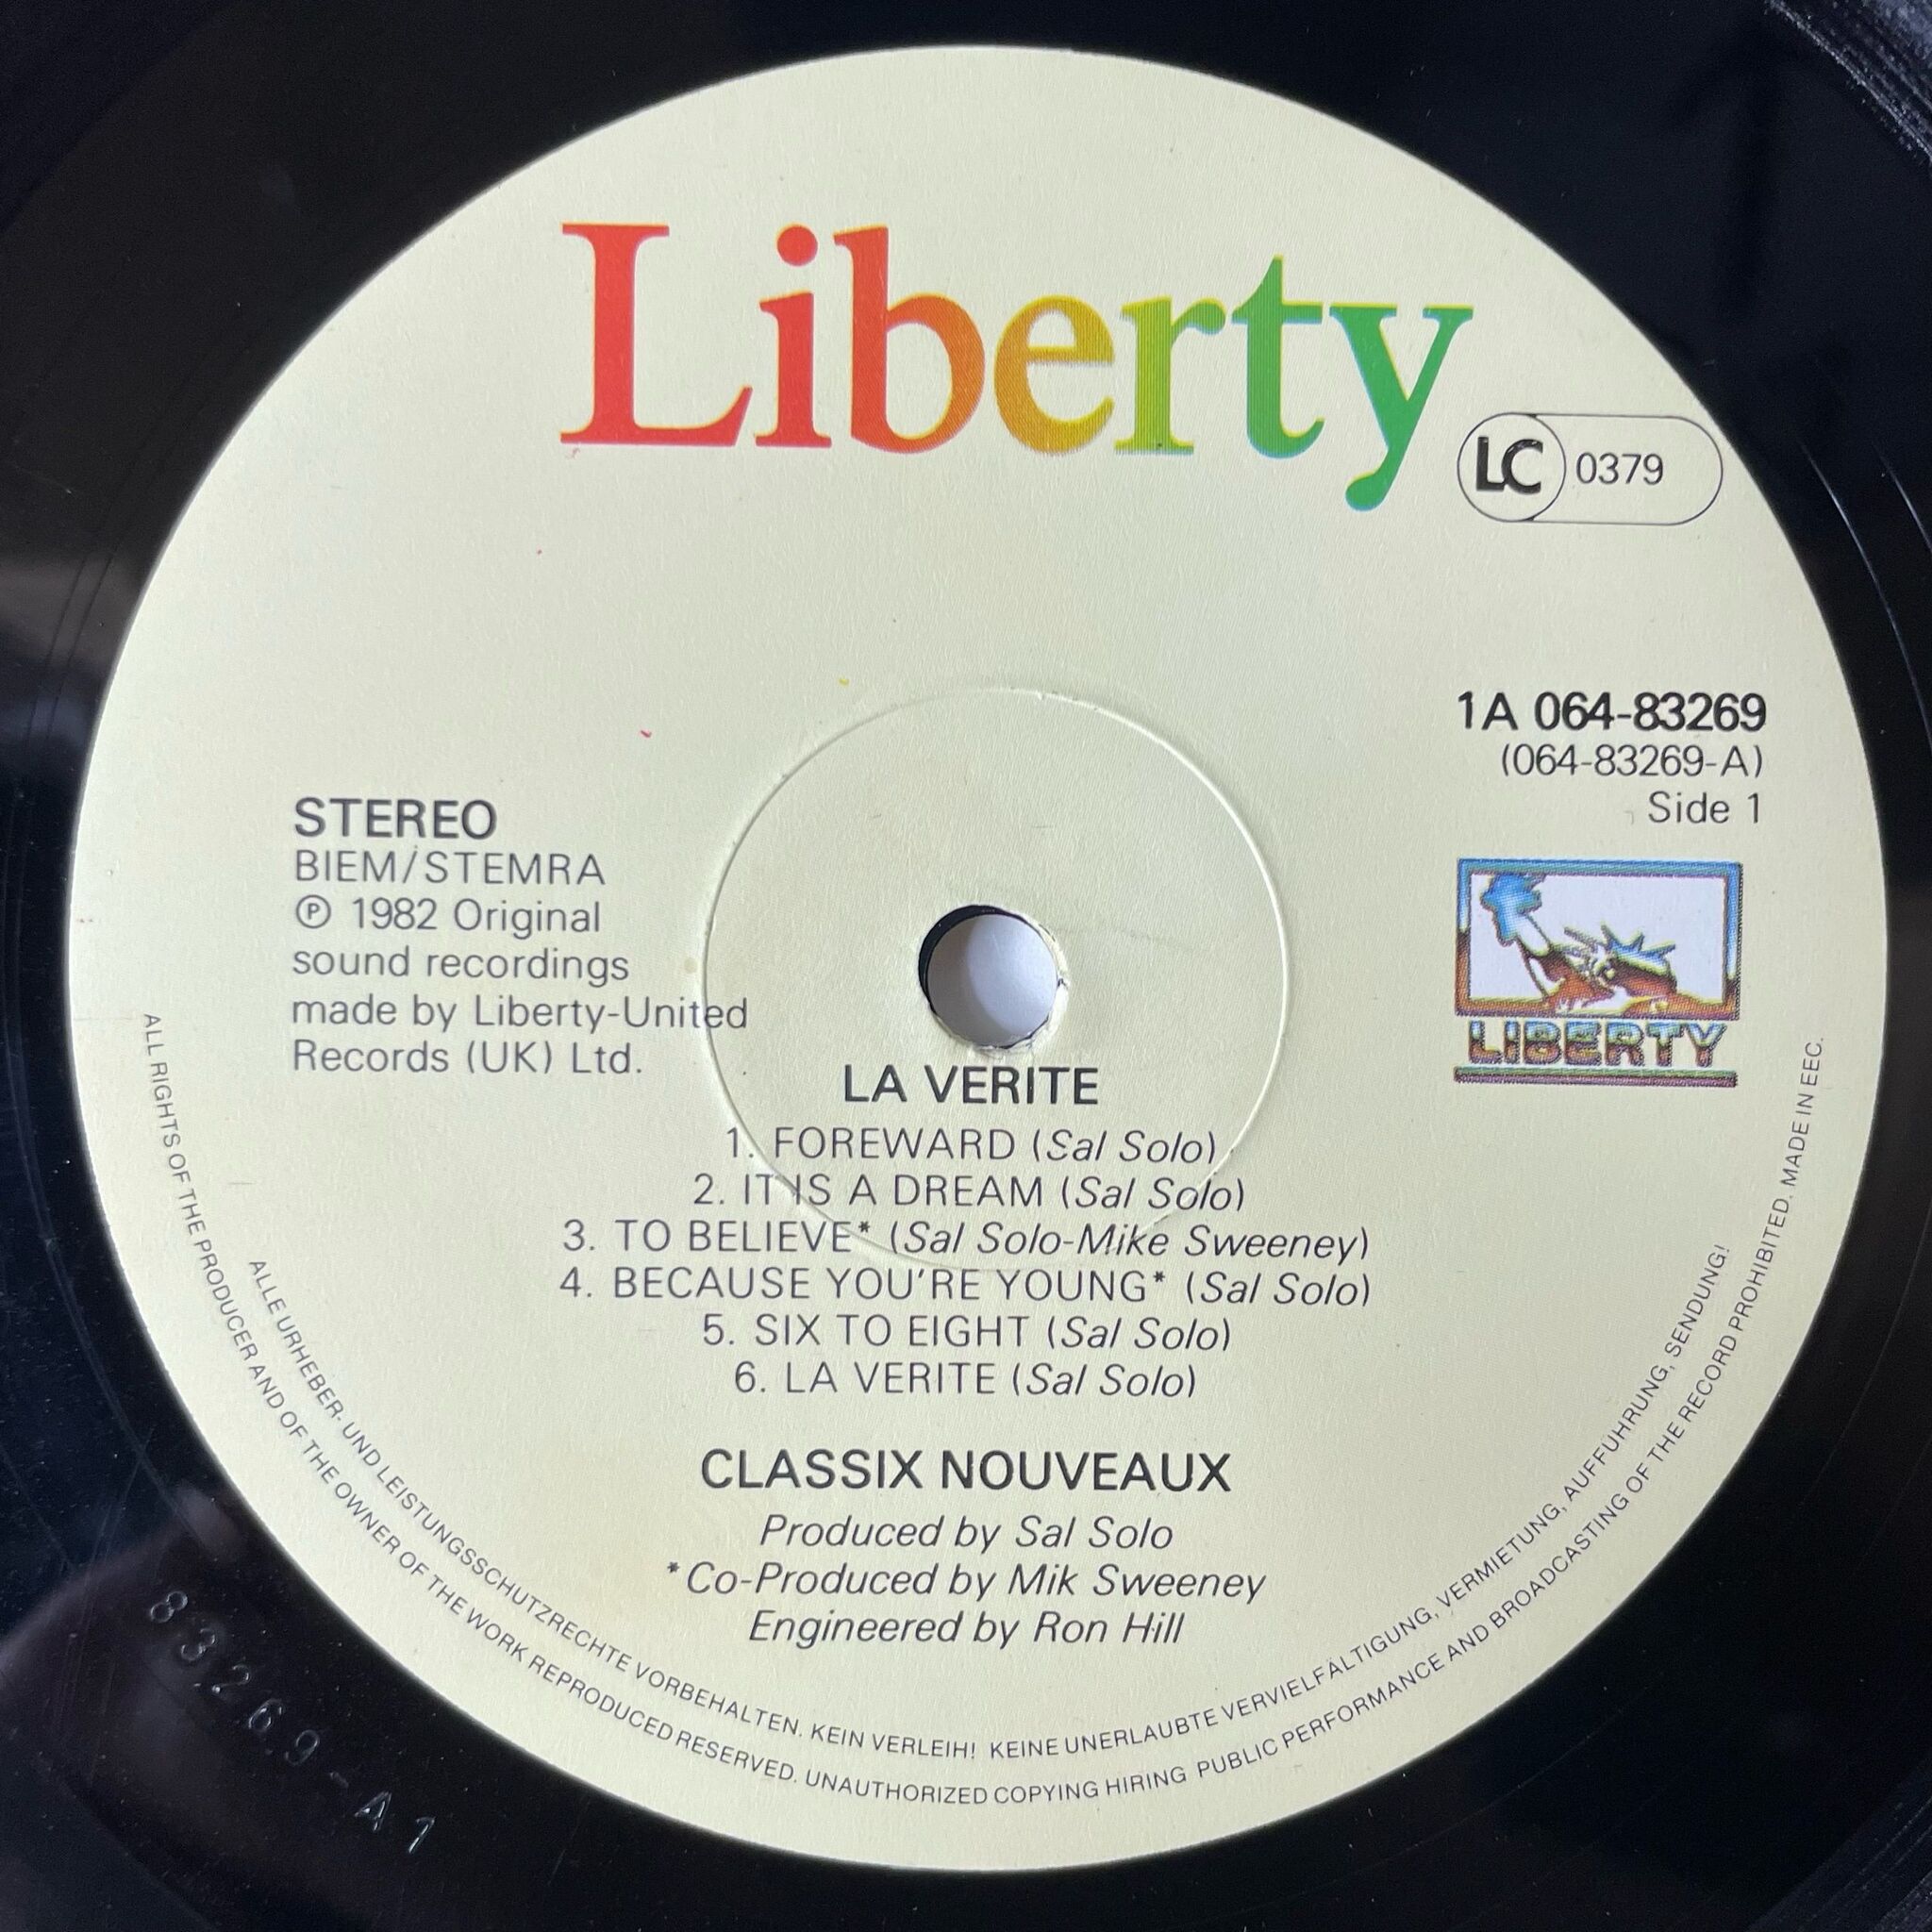 Liberty
LC 0379
1A 064-83269
(064-83269-A)
Side 1
LIBERTY
STEREO
BIEM/STEMRA
℗ 1982 Original
sound recordings
made by Liberty-United
Records (UK) Ltd.
LA VERITE
1. FOREWARD (Sal Solo)
2. IT IS A DREAM (Sal Solo)
3. TO BELIEVE* (Sal Solo-Mike Sweeney)
4. BECAUSE YOU'RE YOUNG* (Sal Solo)
5. SIX TO EIGHT (Sal Solo)
6. LA VERITE (Sal Solo)
CLASSIX NOUVEAUX
Produced by Sal Solo
*Co-Produced by Mik Sweeney
Engineered by Ron Hill
ALLE URHEBER- UND LEISTUNGSSCHUTZRECHTE VORBEHALTEN. KEIN VERLEIH! KEINE UNERLAUBTE VERVIELFÄLTIGUNG, VERMIETUNG, AUFFÜHRUNG, SENDUNG!
ALL RIGHTS OF THE PRODUCER AND OF THE OWNER OF THE WORK REPRODUCED RESERVED. UNAUTHORIZED COPYING HIRING PUBLIC PERFORMANCE AND BROADCASTING OF THE RECORD PROHIBITED. MADE IN EEC.
83269-A1